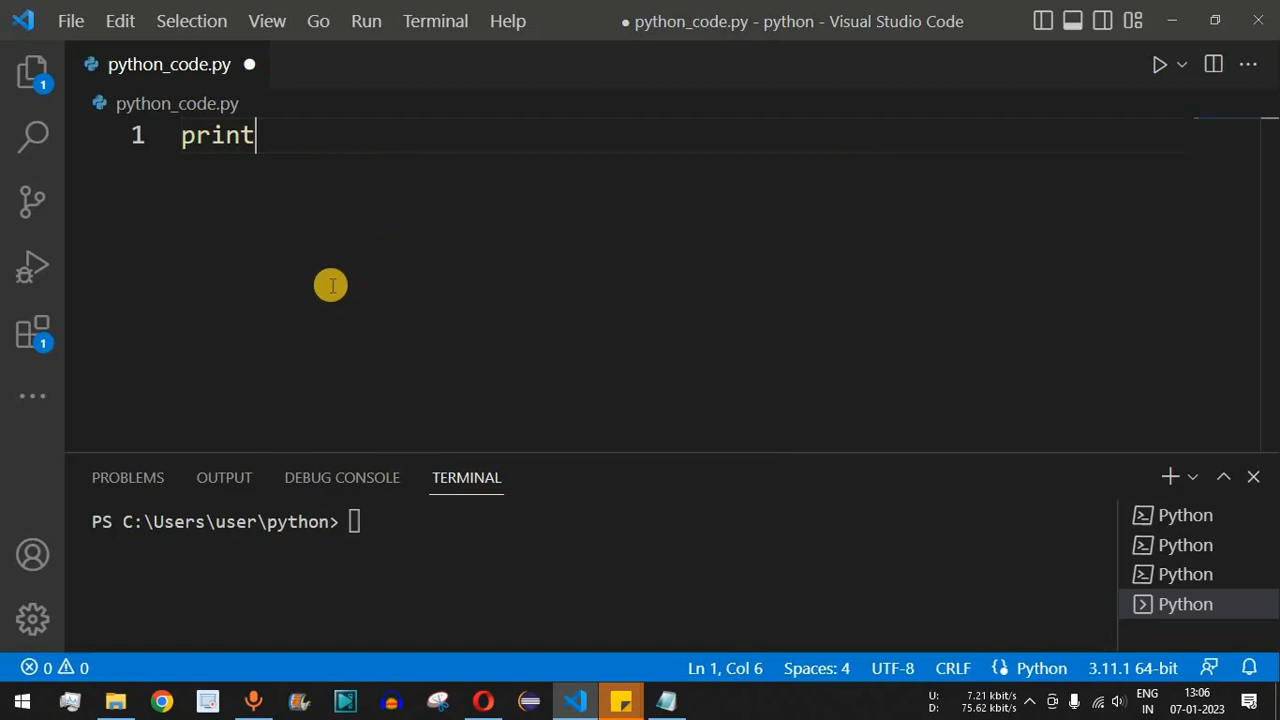 File Edit Selection View Go Run Terminal Help ● python_code.py - python - Visual Studio Code
python_code.py
1
python_code.py
1 print
1
PROBLEMS OUTPUT DEBUG CONSOLE TERMINAL
PS C:\Users\user\python>
Python
Python
Python
Python
0 0 Ln 1, Col 6 Spaces: 4 UTF-8 CRLF Python 3.11.1 64-bit
U: 7.21 kbit/s ENG 13:06
D: 75.62 kbit/s IN 07-01-2023